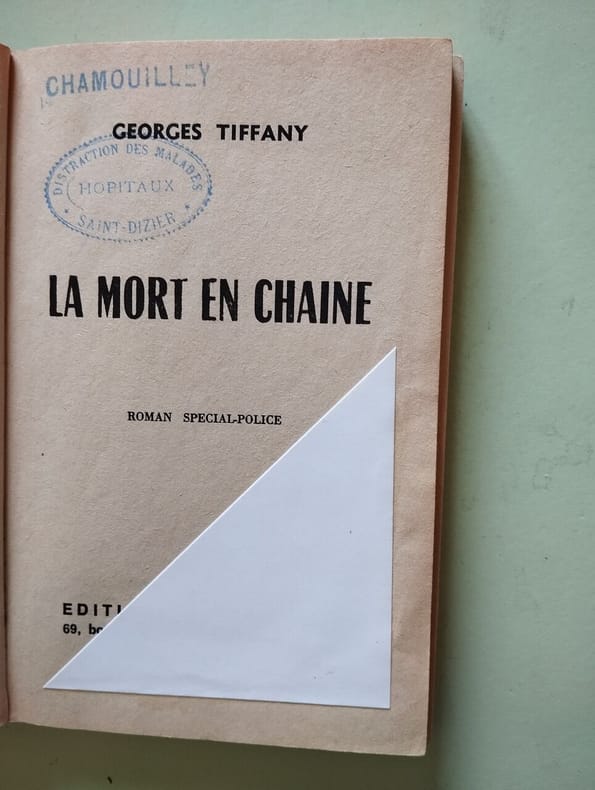 CHAMOUILLEY
GEORGES TIFFANY
DISTRACTION DES MALADES
HOPITAUX
SAINT-DIZIER
LA MORT EN CHAINE
ROMAN SPECIAL-POLICE
EDITI
69, bo